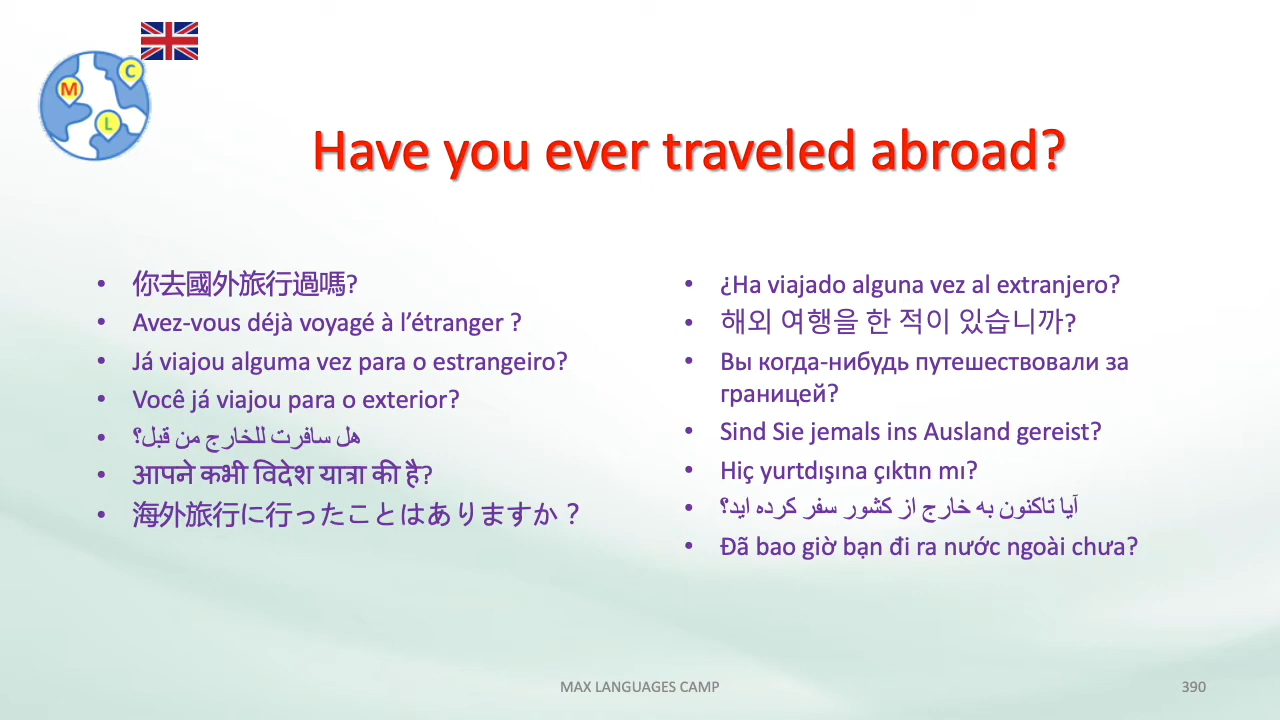 C
M
L
Have you ever traveled abroad?
• 你去國外旅行過嗎?
• Avez-vous déjà voyagé à l’étranger ?
• Já viajou alguma vez para o estrangeiro?
• Você já viajou para o exterior?
• هل سافرت للخارج من قبل؟
• आपने कभी विदेश यात्रा की है?
• 海外旅行に行ったことはありますか？
• ¿Ha viajado alguna vez al extranjero?
• 해외 여행을 한 적이 있습니까?
• Вы когда-нибудь путешествовали за
границей?
• Sind Sie jemals ins Ausland gereist?
• Hiç yurtdışına çıktın mı?
• آیا تاکنون به خارج از کشور سفر کرده اید؟
• Đã bao giờ bạn đi ra nước ngoài chưa?
MAX LANGUAGES CAMP
390